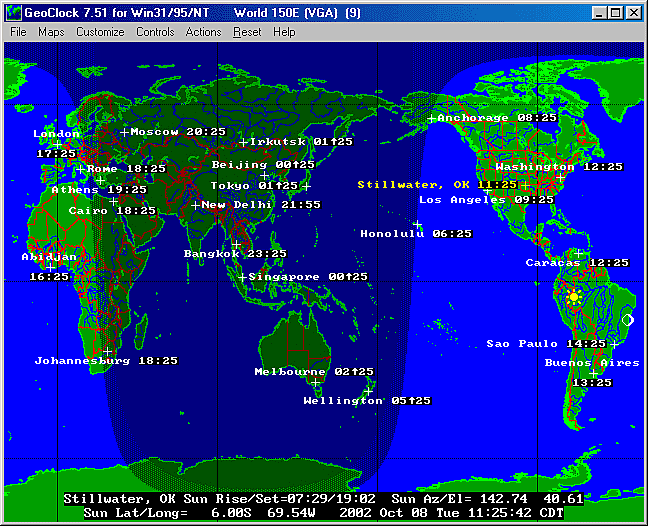 GeoClock 7.51 for Win31/95/NT World 150E (VGA) (9)
File Maps Customize Controls Actions Reset Help
Anchorage 08:25
London
Moscow 20:25
Irkutsk 01↑25
17:25
Rome 18:25
Beijing 00↑25
Washington 12:25
Athens 19:25
Tokyo 01↑25
Stillwater, OK 11:25
Cairo 18:25
New Delhi 21:55
Los Angeles 09:25
Honolulu 06:25
Abidjan
Bangkok 23:25
Caracas 12:25
16:25
Singapore 00↑25
Sao Paulo 14:25
Johannesburg 18:25
Buenos Aires
Melbourne 02↑25
13:25
Wellington 05↑25
Stillwater, OK Sun Rise/Set=07:29/19:02 Sun Az/El= 142.74 40.61
Sun Lat/Long= 6.00S 69.54W 2002 Oct 08 Tue 11:25:42 CDT